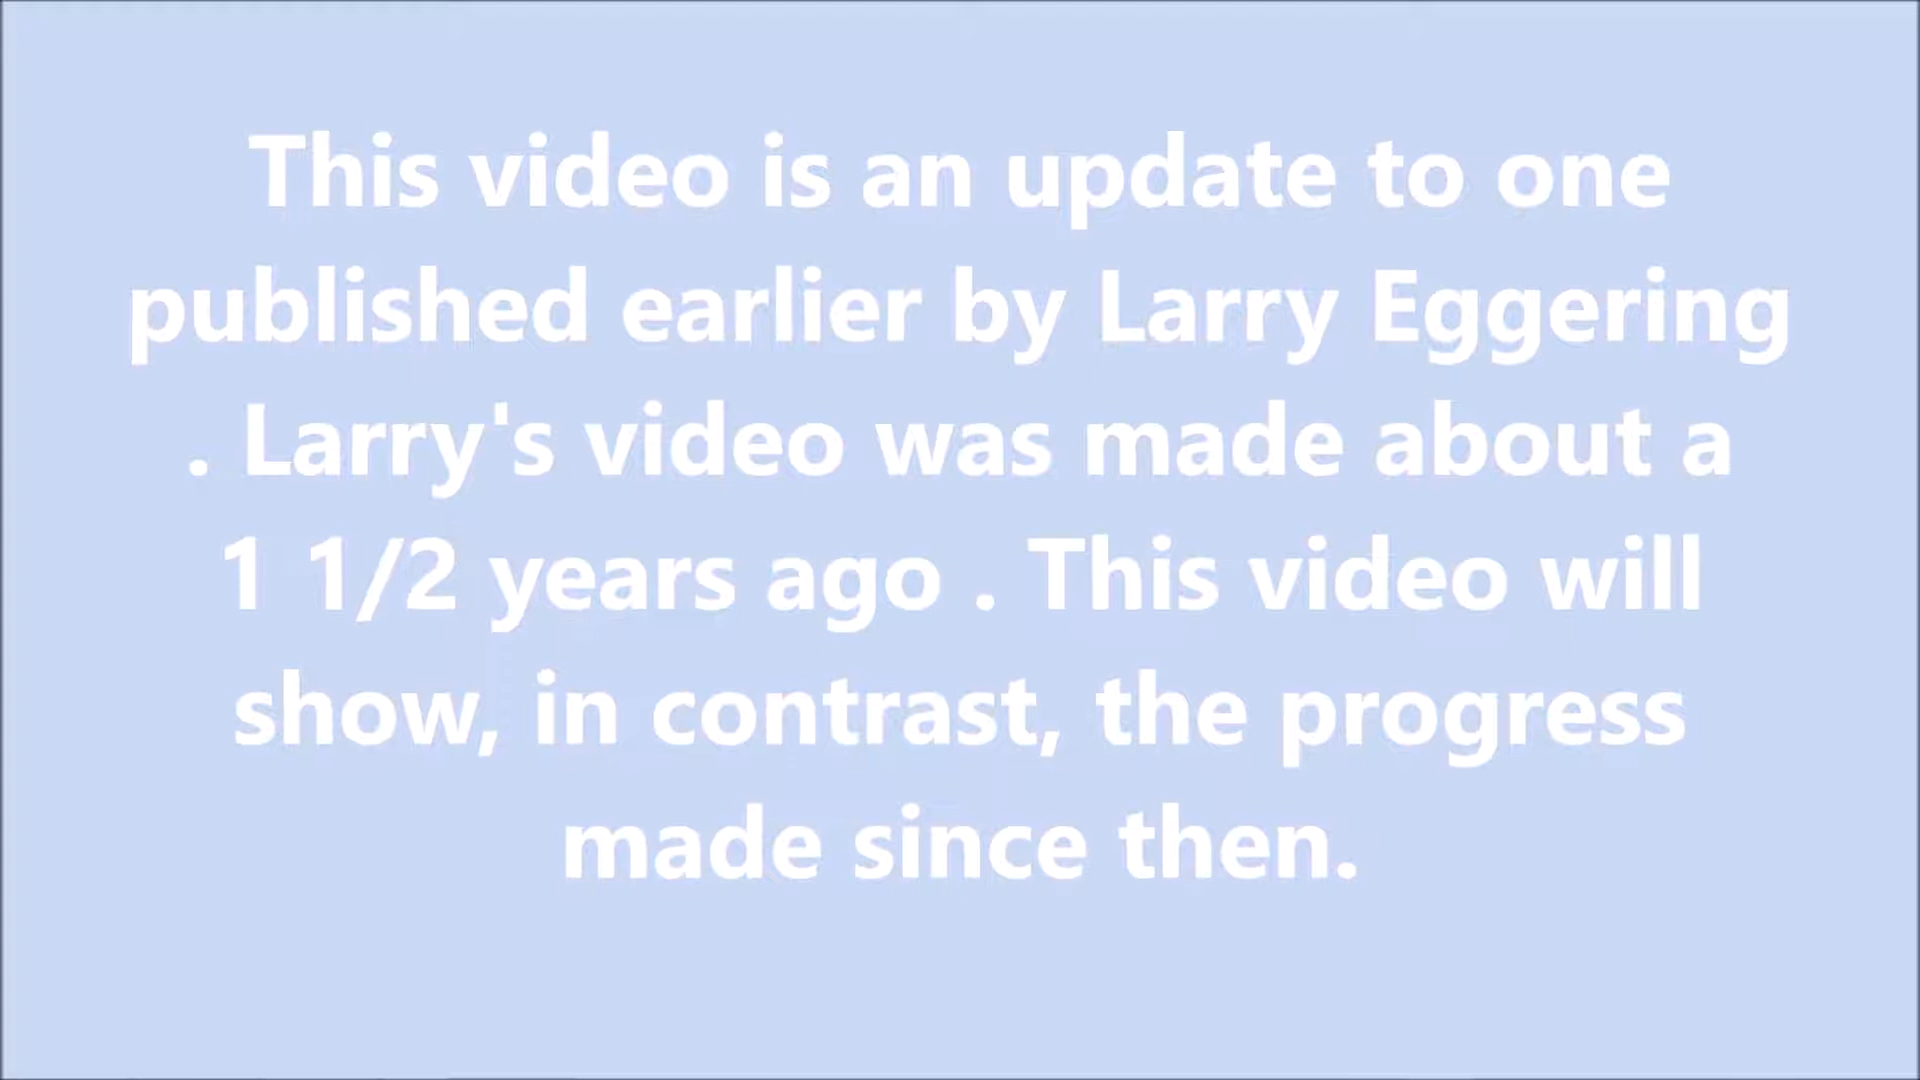 This video is an update to one
published earlier by Larry Eggering
. Larry's video was made about a
1 1/2 years ago . This video will
show, in contrast, the progress
made since then.